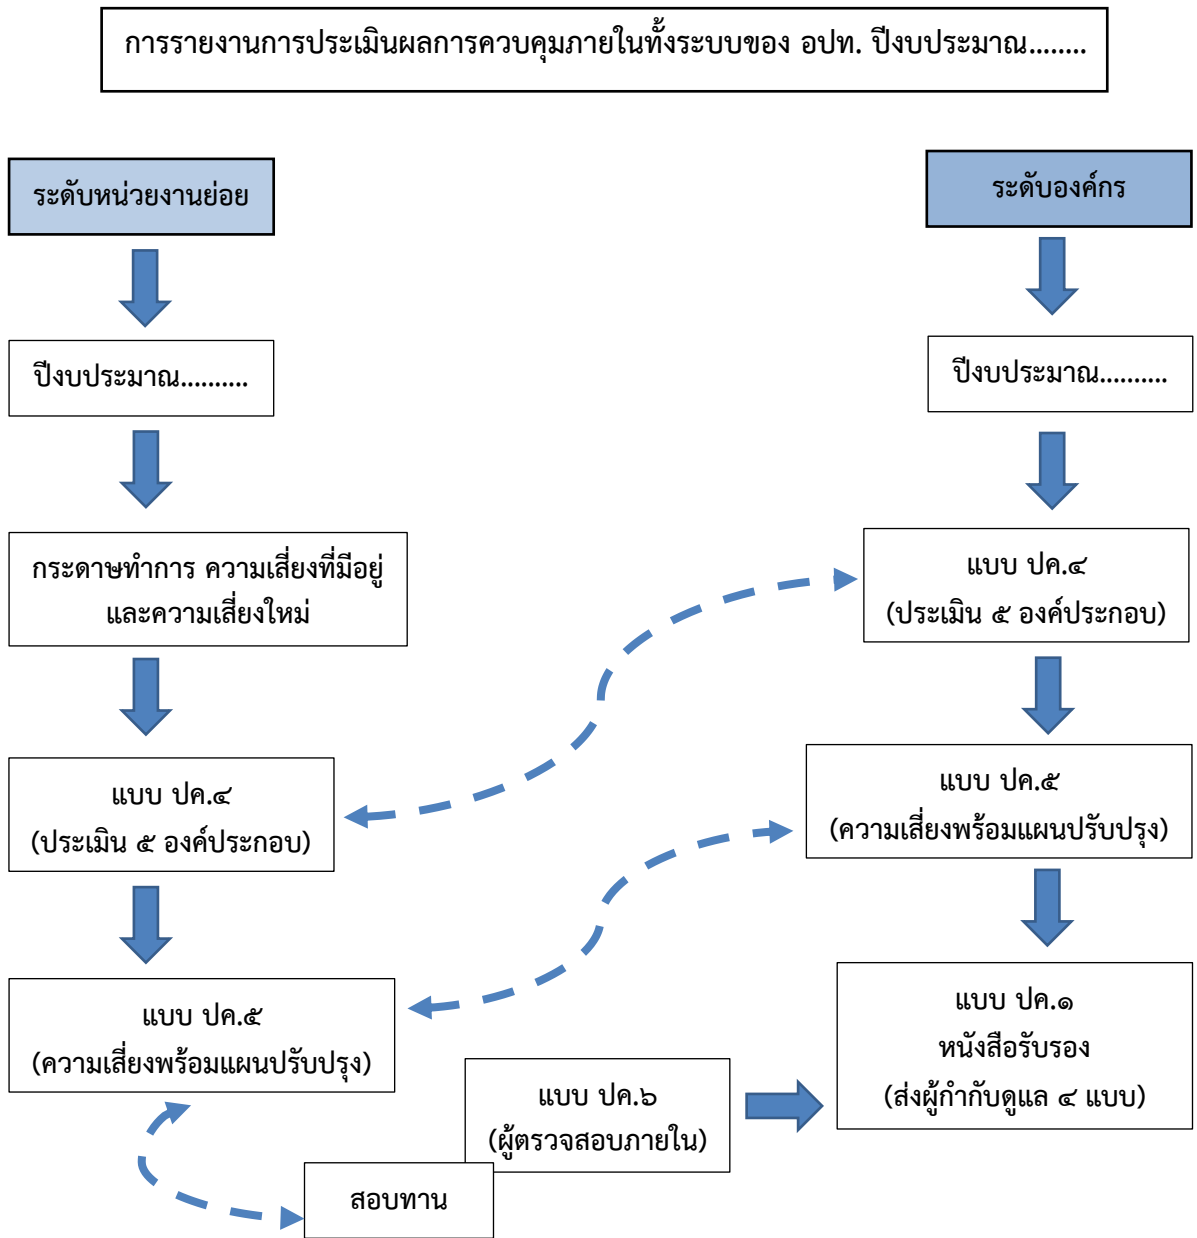 การรายงานการประเมินผลการควบคุมภายในทั้งระบบของ อปท. ปีงบประมาณ........
ระดับหน่วยงานย่อย
ระดับองค์กร
ปีงบประมาณ..........
ปีงบประมาณ..........
กระดาษทำการ ความเสี่ยงที่มีอยู่
และความเสี่ยงใหม่
แบบ ปค.๔
(ประเมิน ๕ องค์ประกอบ)
แบบ ปค.๔
(ประเมิน ๕ องค์ประกอบ)
แบบ ปค.๕
(ความเสี่ยงพร้อมแผนปรับปรุง)
แบบ ปค.๕
(ความเสี่ยงพร้อมแผนปรับปรุง)
แบบ ปค.๑
หนังสือรับรอง
(ส่งผู้กำกับดูแล ๔ แบบ)
แบบ ปค.๖
(ผู้ตรวจสอบภายใน)
สอบทาน